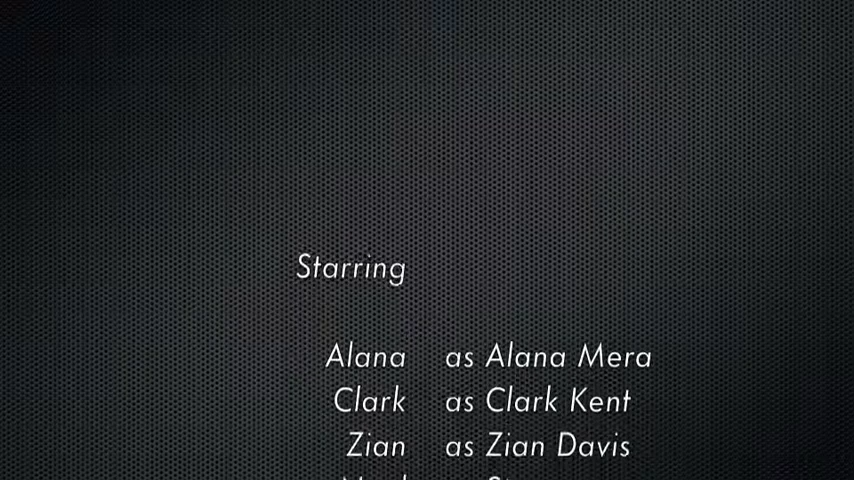 Starring
Alana as Alana Mera
Clark as Clark Kent
Zian as Zian Davis